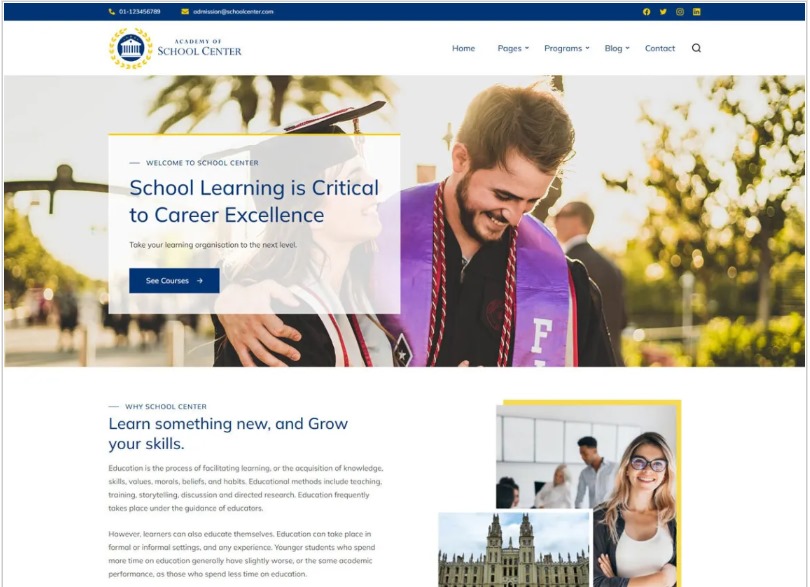 01-123456789 admission@schoolcenter.com
ACADEMY OF
SCHOOL CENTER
Home Pages Programs Blog Contact
WELCOME TO SCHOOL CENTER
School Learning is Critical
to Career Excellence
Take your learning organisation to the next level.
See Courses
WHY SCHOOL CENTER
Learn something new, and Grow
your skills.
Education is the process of facilitating learning, or the acquisition of knowledge,
skills, values, morals, beliefs, and habits. Educational methods include teaching,
training, storytelling, discussion and directed research. Education frequently
takes place under the guidance of educators.
However, learners can also educate themselves. Education can take place in
formal or informal settings, and any experience. Younger students who spend
more time on education generally have slightly worse, or the same academic
performance, as those who spend less time on education.